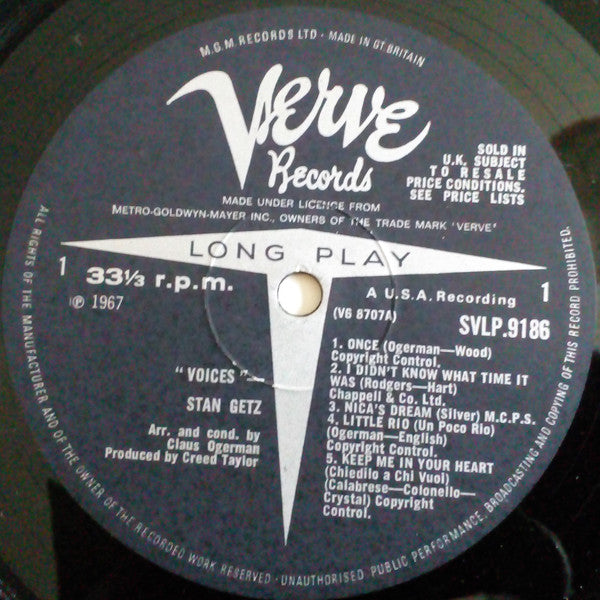 M.G.M RECORDS LTD · MADE IN GT. BRITAIN
Verve
Records
SOLD IN
U.K. SUBJECT
TO RESALE
PRICE CONDITIONS.
SEE PRICE LISTS
MADE UNDER LICENCE FROM
METRO-GOLDWYN-MAYER INC., OWNERS OF THE TRADE MARK 'VERVE'
LONG PLAY
1 33⅓ r.p.m.
℗ 1967
A U.S.A. Recording 1
(V6 8707A)
SVLP.9186
"VOICES"—
STAN GETZ
Arr. and cond. by
Claus Ogerman
Produced by Creed Taylor
1. ONCE (Ogerman—Wood)
Copyright Control.
2. I DIDN'T KNOW WHAT TIME IT
WAS (Rodgers—Hart)
Chappell & Co. Ltd.
3. NICA'S DREAM (Silver) M.C.P.S.
4. LITTLE RIO (Un Poco Rio)
(Ogerman—English)
Copyright Control.
5. KEEP ME IN YOUR HEART
(Chiedilo a Chi Vuoi)
(Calabrese—Colonello—
Crystal) Copyright
Control.
ALL RIGHTS OF THE MANUFACTURER AND OF THE OWNER OF THE RECORDED WORK RESERVED · UNAUTHORISED PUBLIC PERFORMANCE, BROADCASTING AND COPYING OF THIS RECORD PROHIBITED.